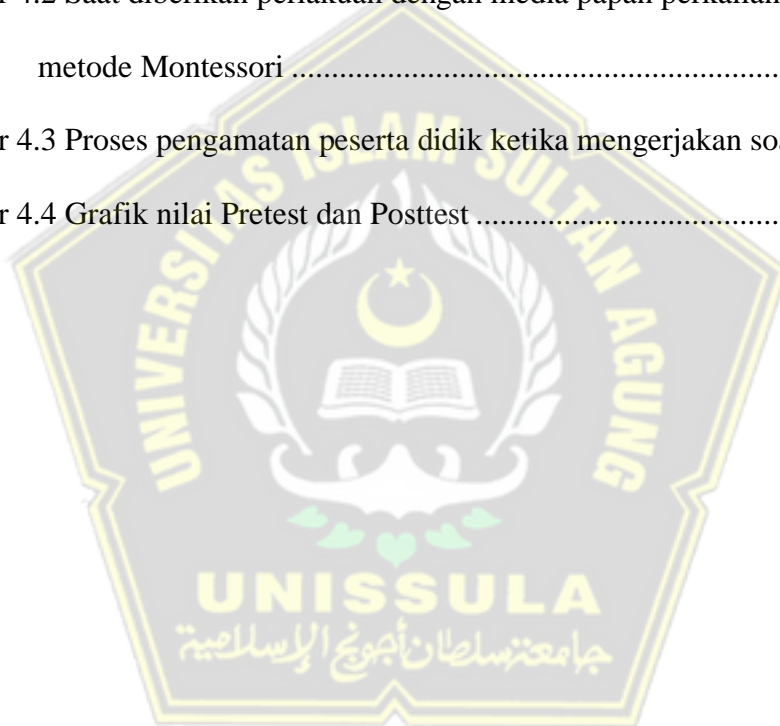 r 4.2 Saat diberikan perlakuan dengan media papan perkalian
metode Montessori ....................................................
r 4.3 Proses pengamatan peserta didik ketika mengerjakan soa
r 4.4 Grafik nilai Pretest dan Posttest .................................
UNIVERSITAS ISLAM SULTAN AGUNG
UNISSULA
جامعة سلطان أجونج الإسلامية